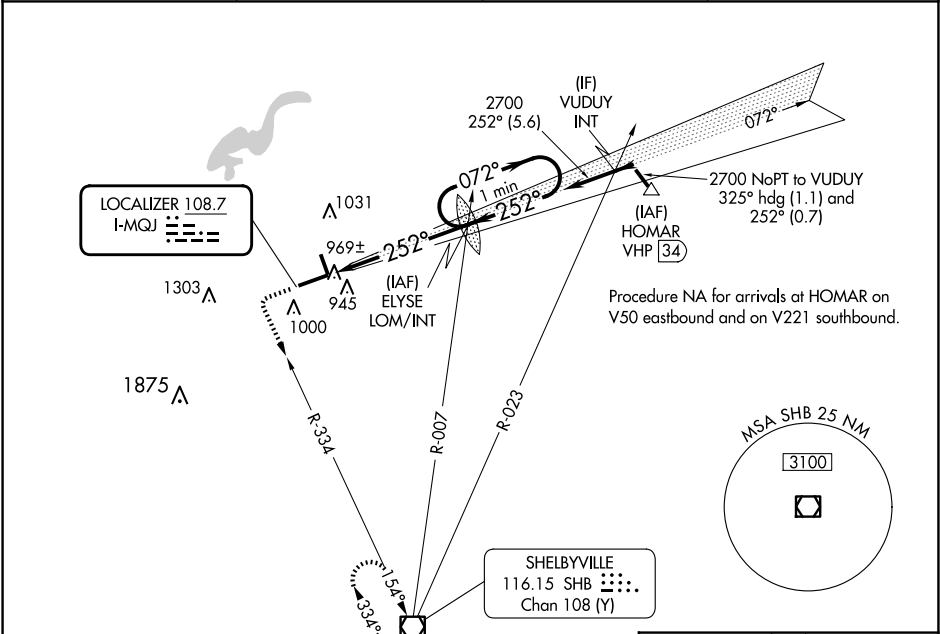 (IF)
VUDUY
INT
2700
252° (5.6)
072°
072°
1 min
252°
2700 NoPT to VUDUY
325° hdg (1.1) and
252° (0.7)
LOCALIZER 108.7
I-MQJ
1031
(IAF)
HOMAR
VHP 34
969±
252°
1303
945
(IAF)
ELYSE
LOM/INT
1000
Procedure NA for arrivals at HOMAR on
V50 eastbound and on V221 southbound.
1875
R-334
R-007
R-023
MSA SHB 25 NM
3100
SHELBYVILLE
116.15 SHB
Chan 108 (Y)
154°
334°